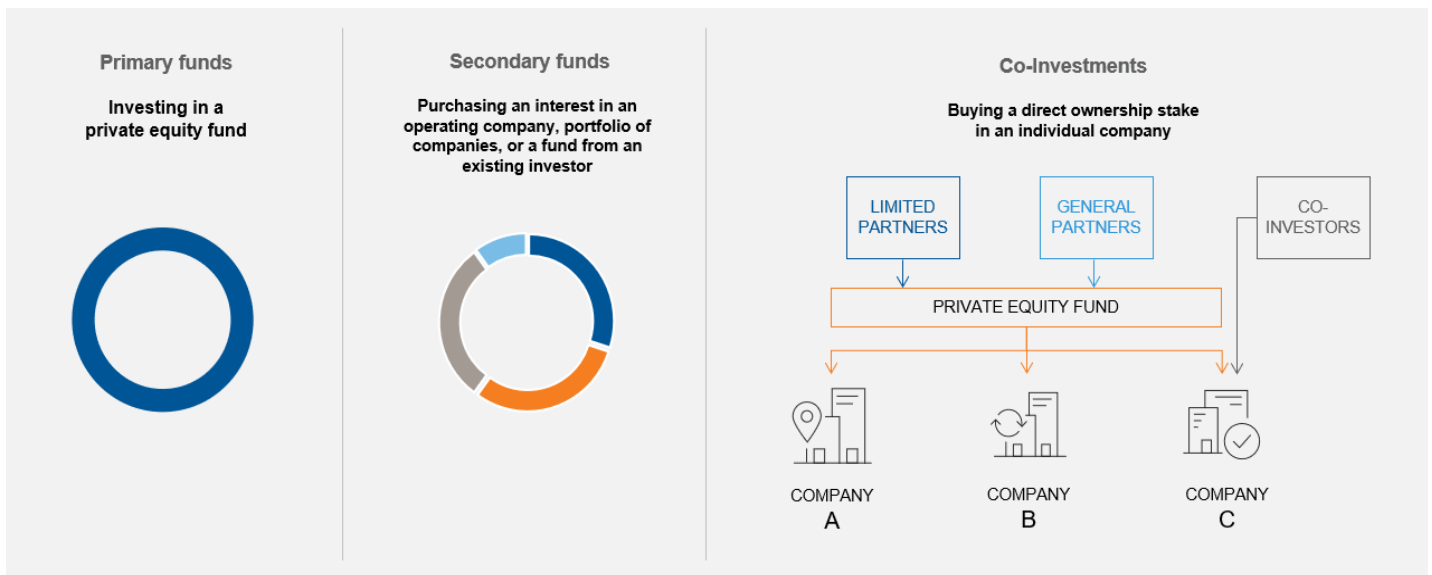 Primary funds
Investing in a
private equity fund
Secondary funds
Purchasing an interest in an
operating company, portfolio of
companies, or a fund from an
existing investor
Co-Investments
Buying a direct ownership stake
in an individual company
LIMITED
PARTNERS
GENERAL
PARTNERS
CO-
INVESTORS
PRIVATE EQUITY FUND
COMPANY
A
COMPANY
B
COMPANY
C